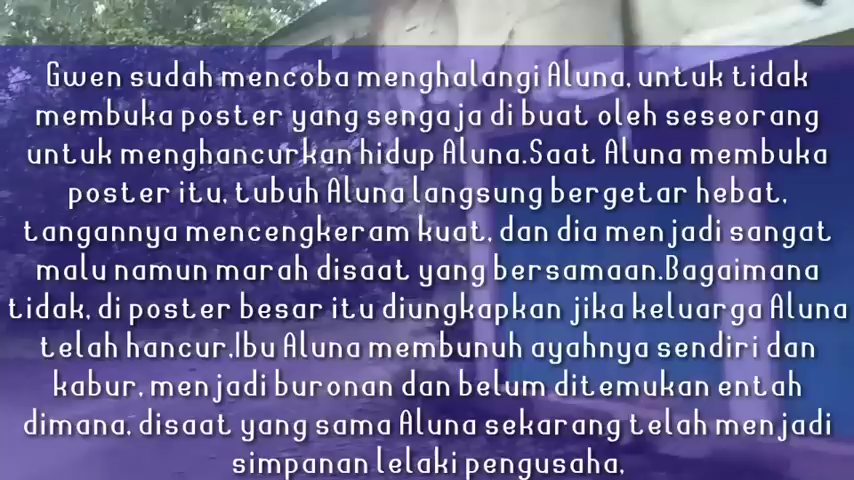 Gwen sudah mencoba menghalangi Aluna, untuk tidak
membuka poster yang sengaja di buat oleh seseorang
untuk menghancurkan hidup Aluna.Saat Aluna membuka
poster itu, tubuh Aluna langsung bergetar hebat,
tangannya mencengkeram kuat, dan dia menjadi sangat
malu namun marah disaat yang bersamaan.Bagaimana
tidak, di poster besar itu diungkapkan jika keluarga Aluna
telah hancur,Ibu Aluna membunuh ayahnya sendiri dan
kabur, menjadi buronan dan belum ditemukan entah
dimana, disaat yang sama Aluna sekarang telah menjadi
simpanan lelaki pengusaha,